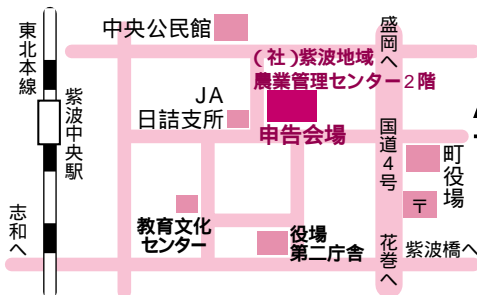 東北本線
紫波中央駅
志和へ
中央公民館
(社)紫波地域
農業管理センター2階
申告会場
JA
日詰支所
盛岡へ
国道4号
花巻へ
町役場
〒
教育文化
センター
役場
第二庁舎
紫波橋へ